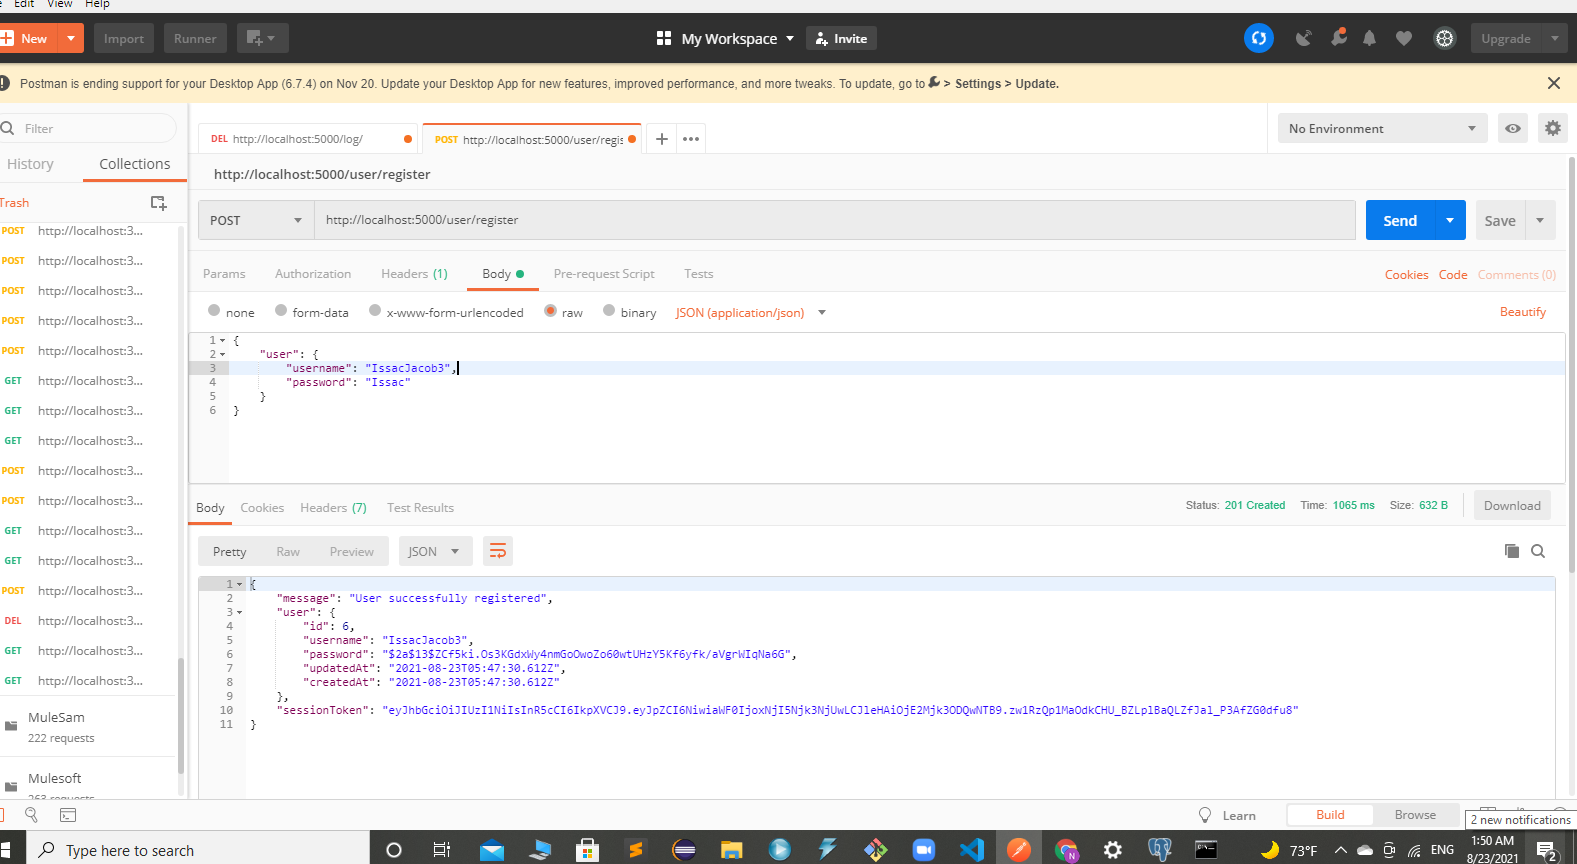 Edit View Help
New Import Runner My Workspace Invite Upgrade
Postman is ending support for your Desktop App (6.7.4) on Nov 20. Update your Desktop App for new features, improved performance, and more tweaks. To update, go to > Settings > Update.
Filter
DEL http://localhost:5000/log/ POST http://localhost:5000/user/regis No Environment
History Collections
http://localhost:5000/user/register
Trash
POST http://localhost:5000/user/register Send Save
POST http://localhost:3...
POST http://localhost:3...
POST http://localhost:3...
POST http://localhost:3...
POST http://localhost:3...
GET http://localhost:3...
GET http://localhost:3...
GET http://localhost:3...
POST http://localhost:3...
POST http://localhost:3...
GET http://localhost:3...
GET http://localhost:3...
POST http://localhost:3...
DEL http://localhost:3...
GET http://localhost:3...
GET http://localhost:3...
MuleSam
222 requests
Mulesoft
263 requests
Params Authorization Headers (1) Body Pre-request Script Tests Cookies Code Comments (0)
none form-data x-www-form-urlencoded raw binary JSON (application/json) Beautify
1 {
2 "user": {
3 "username": "IssacJacob3",
4 "password": "Issac"
5 }
6 }
Body Cookies Headers (7) Test Results Status: 201 Created Time: 1065 ms Size: 632 B Download
Pretty Raw Preview JSON
1 {
2 "message": "User successfully registered",
3 "user": {
4 "id": 6,
5 "username": "IssacJacob3",
6 "password": "$2a$13$ZCf5ki.Os3KGdxWy4nmGoOwoZo60wtUHzY5Kf6yfk/aVgrWIqNa6G",
7 "updatedAt": "2021-08-23T05:47:30.612Z",
8 "createdAt": "2021-08-23T05:47:30.612Z"
9 },
10 "sessionToken": "eyJhbGciOiJIUzI1NiIsInR5cCI6IkpXVCJ9.eyJpZCI6NiwiaWF0IjoxNjI5Njk3NjUwLCJleHAiOjE2Mjk3ODQwNTB9.zw1RzQp1MaOdkCHU_BZLplBaQLZfJal_P3AfZG0dfu8"
11 }
Learn Build Browse
2 new notifications
Type here to search
73°F ENG 1:50 AM
8/23/2021
2